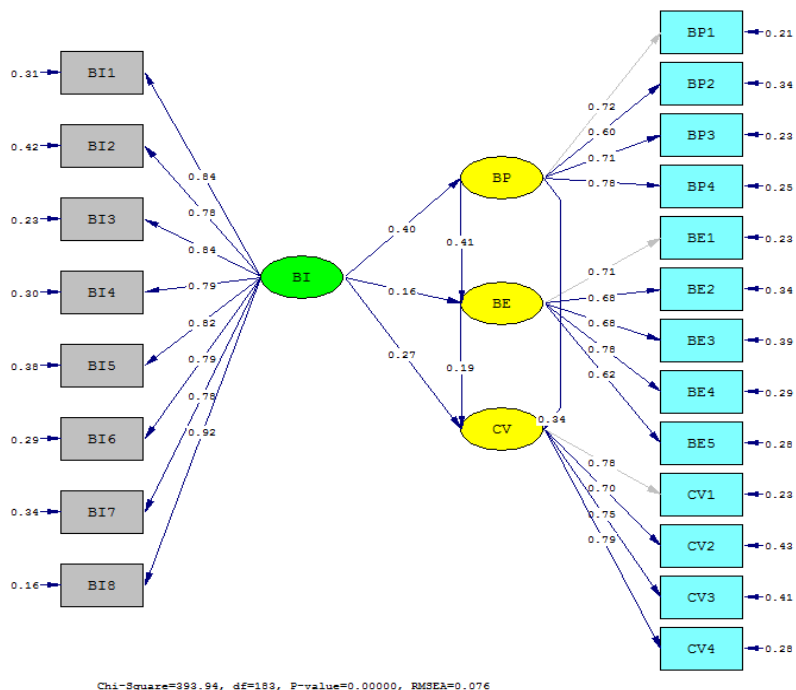 0.31 BI1
0.42 BI2
0.23 BI3
0.30 BI4
0.38 BI5
0.29 BI6
0.34 BI7
0.16 BI8
0.84
0.78
0.84
0.79
0.82
0.79
0.78
0.92
BI
0.40
0.16
0.27
BP
0.41
BE
0.19
CV
0.34
0.72
0.60
0.71
0.78
0.71
0.68
0.68
0.78
0.62
0.78
0.70
0.75
0.79
BP1 0.21
BP2 0.34
BP3 0.23
BP4 0.25
BE1 0.23
BE2 0.34
BE3 0.39
BE4 0.29
BE5 0.28
CV1 0.23
CV2 0.43
CV3 0.41
CV4 0.28
Chi-Square=393.94, df=183, P-value=0.00000, RMSEA=0.076